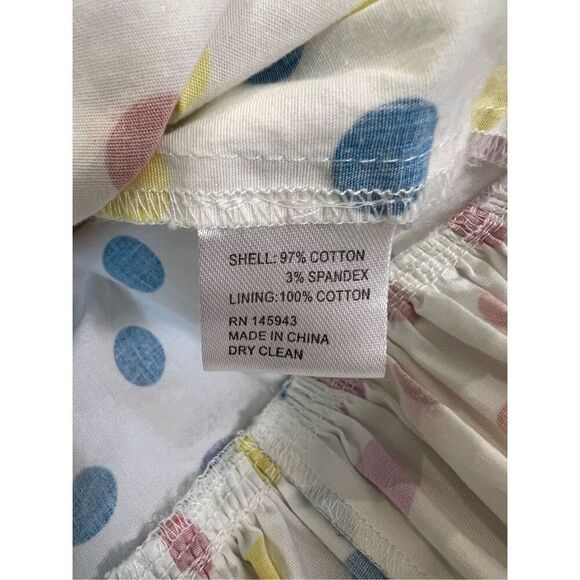 SHELL: 97% COTTON
3% SPANDEX
LINING:100% COTTON
RN 145943
MADE IN CHINA
DRY CLEAN